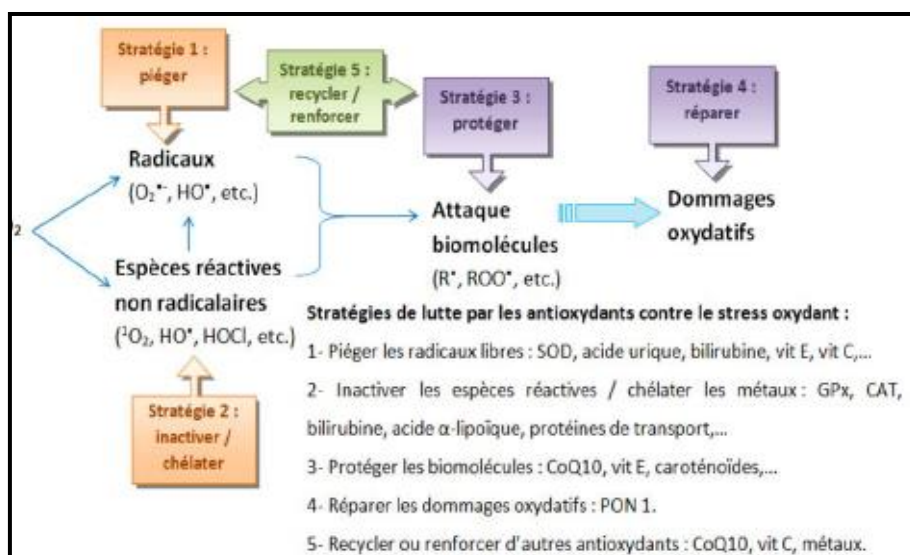 Stratégie 1 :
piéger
Stratégie 5 :
recycler /
renforcer
Stratégie 3 :
protéger
Stratégie 4 :
réparer
Radicaux
(O₂•⁻, HO•, etc.)
Attaque
biomolécules
(R•, ROO•, etc.)
Dommages
oxydatifs
Espèces réactives
non radicalaires
(¹O₂, HO•, HOCl, etc.)
Stratégie 2 :
inactiver /
chélater
Stratégies de lutte par les antioxydants contre le stress oxydant :
1- Piéger les radicaux libres : SOD, acide urique, bilirubine, vit E, vit C,...
2- Inactiver les espèces réactives / chélater les métaux : GPx, CAT,
bilirubine, acide α-lipoïque, protéines de transport,...
3- Protéger les biomolécules : CoQ10, vit E, caroténoïdes,...
4- Réparer les dommages oxydatifs : PON 1.
5- Recycler ou renforcer d'autres antioxydants : CoQ10, vit C, métaux.